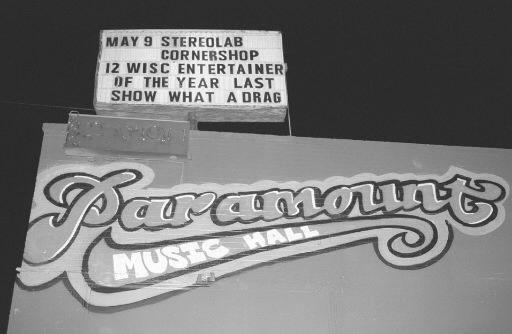 MAY 9 STEREOLAB
CORNERSHOP
12 WISC ENTERTAINER
OF THE YEAR LAST
SHOW WHAT A DRAG
Paramount
MUSIC HALL